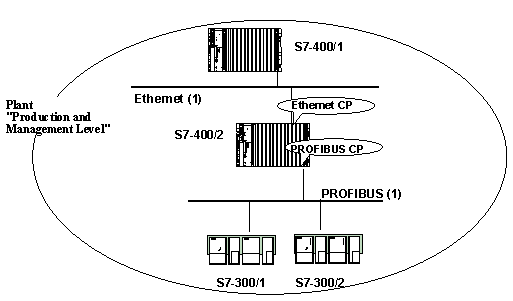 S7-400/1
Ethernet (1)
Ethernet CP
Plant
"Production and
Management Level"
S7-400/2
PROFIBUS CP
PROFIBUS (1)
S7-300/1
S7-300/2